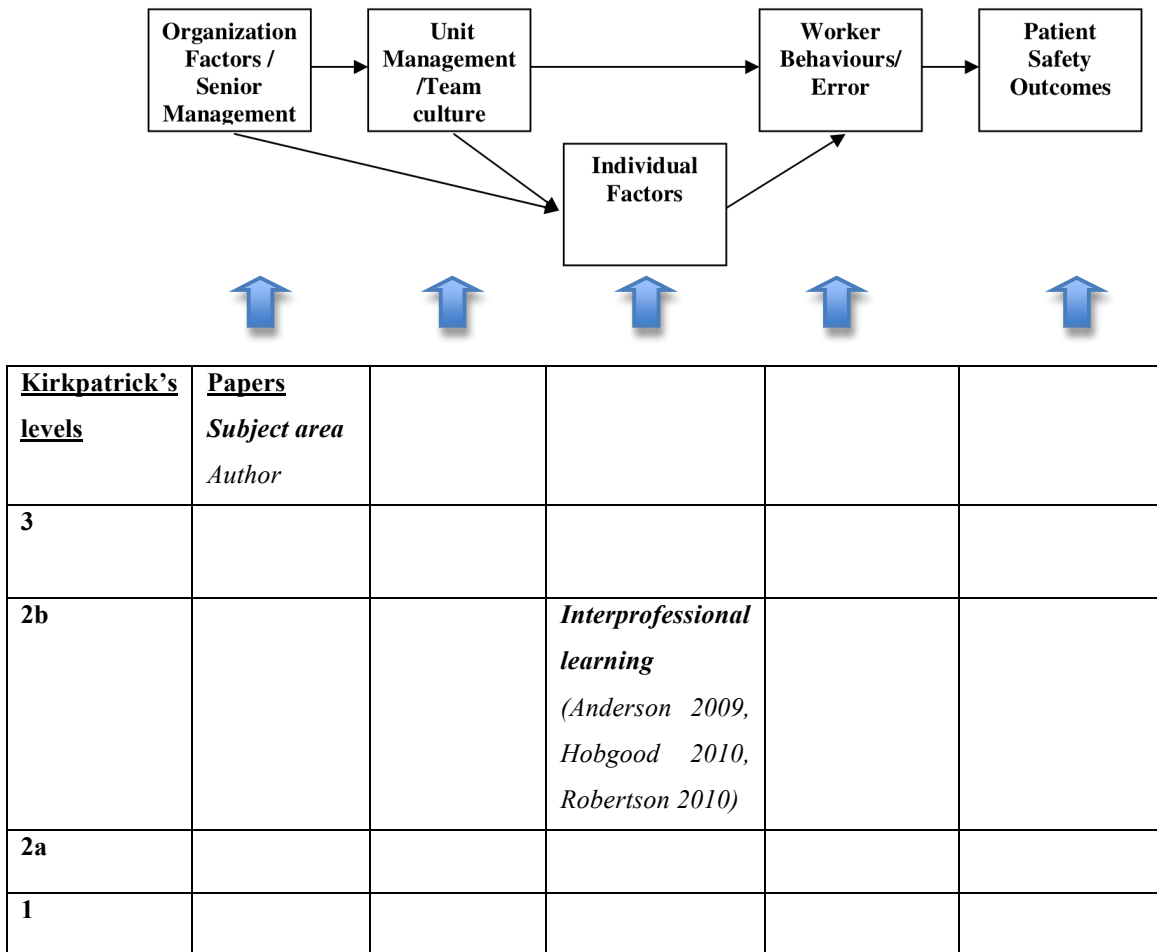 Organization
Factors /
Senior
Management
Unit
Management
/Team
culture
Worker
Behaviours/
Error
Patient
Safety
Outcomes
Individual
Factors
Kirkpatrick's
levels
Papers
Subject area
Author
3
2b
Interprofessional
learning
(Anderson 2009,
Hobgood 2010,
Robertson 2010)
2a
1